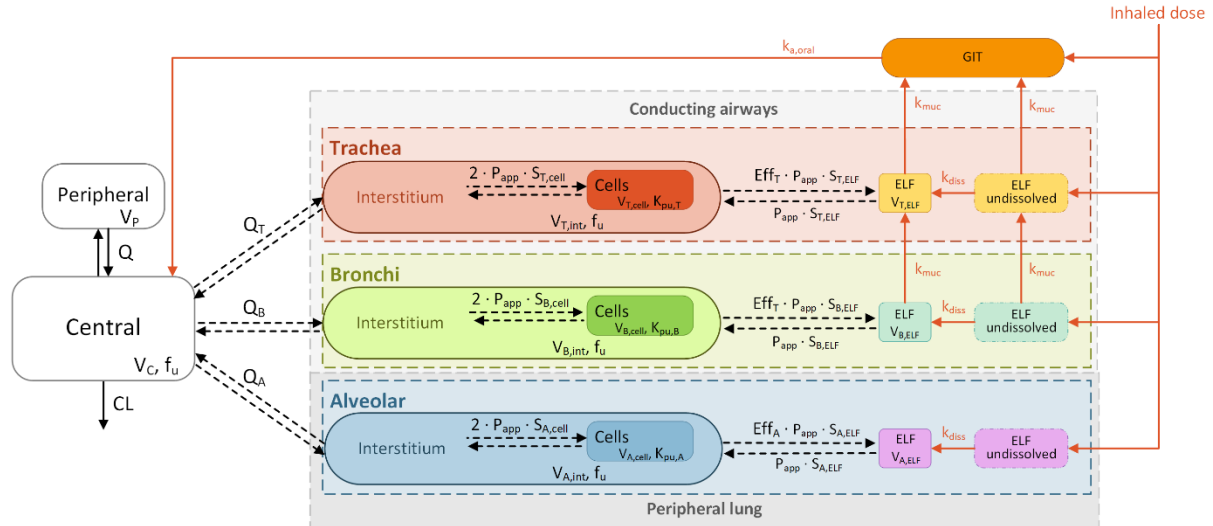 Inhaled dose
k_a,oral
GIT
k_muc
k_muc
Conducting airways
Trachea
Interstitium
2 · P_app · S_T,cell
Cells
V_T,cell, K_pu,T
V_T,int, f_u
Eff_T · P_app · S_T,ELF
P_app · S_T,ELF
ELF
V_T,ELF
k_diss
ELF
undissolved
Peripheral
V_P
Q
Q_T
k_muc
k_muc
Bronchi
Interstitium
2 · P_app · S_B,cell
Cells
V_B,cell, K_pu,B
V_B,int, f_u
Eff_T · P_app · S_B,ELF
P_app · S_B,ELF
ELF
V_B,ELF
k_diss
ELF
undissolved
Central
V_C, f_u
Q_B
Q_A
CL
Alveolar
Interstitium
2 · P_app · S_A,cell
Cells
V_A,cell, K_pu,A
V_A,int, f_u
Eff_A · P_app · S_A,ELF
P_app · S_A,ELF
ELF
V_A,ELF
k_diss
ELF
undissolved
Peripheral lung